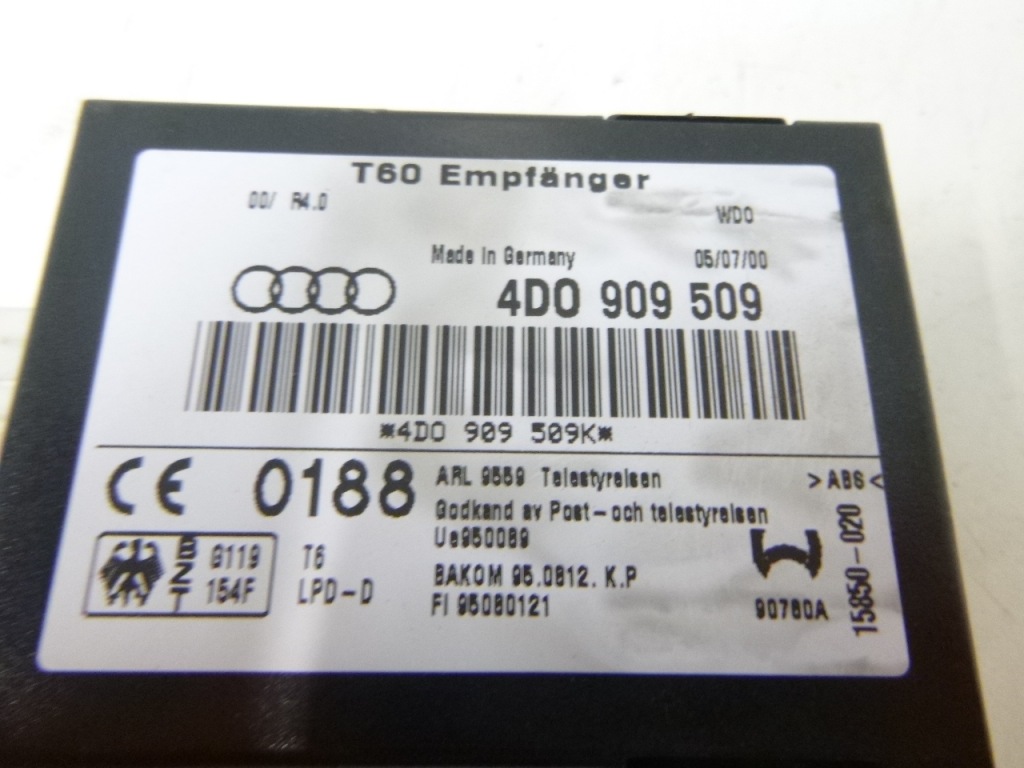 T60 Empfänger
00/ R4.0
WDO
Made in Germany 05/07/00
4D0 909 509
*4D0 909 509K*
CE 0188
ARL 9559 Telestyrelsen
>ABS<
Godkand av Post-och telestyrelsen
Ue950089
BZT G119 154F
T6
LPD-D
BAKOM 95.0812.K.P
FI 95080121
90780A
15850-020